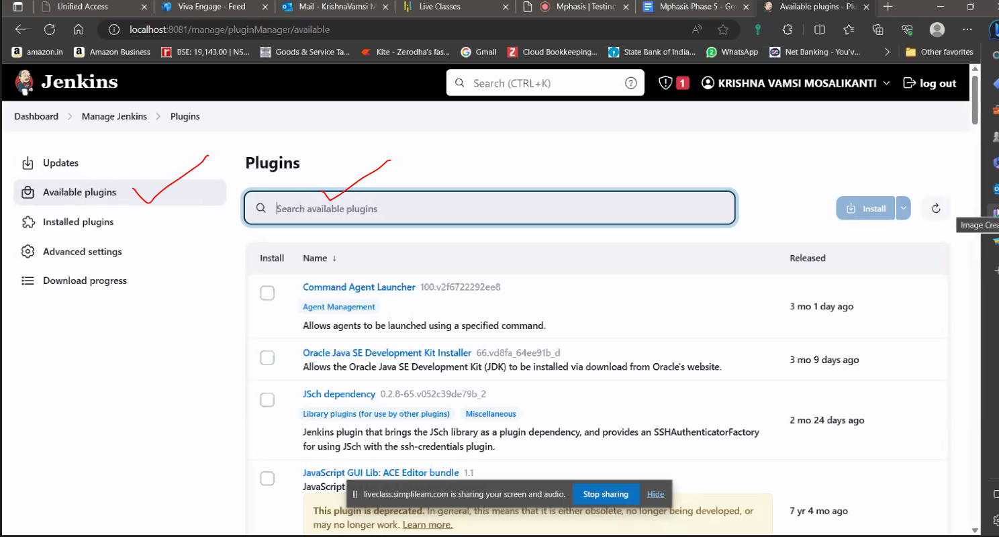 Unified Access
Viva Engage - Feed
Mail - KrishnaVamsi M
Live Classes
Mphasis | Testing
Mphasis Phase 5 - Go
Available plugins - Plu
localhost:8081/manage/pluginManager/available
amazon.in
Amazon Business
BSE: 19,143.00 | NS...
Goods & Service Ta...
Kite - Zerodha's fas...
Gmail
Cloud Bookkeeping...
State Bank of India...
WhatsApp
Net Banking - You'v...
Other favorites
Jenkins
Search (CTRL+K)
1
KRISHNA VAMSI MOSALIKANTI
log out
Dashboard
Manage Jenkins
Plugins
Updates
Available plugins
Installed plugins
Advanced settings
Download progress
Plugins
Search available plugins
Install
Image Crea
Install
Name ↓
Released
Command Agent Launcher 100.v2f6722292ee8
Agent Management
Allows agents to be launched using a specified command.
3 mo 1 day ago
Oracle Java SE Development Kit Installer 66.vd8fa_64ee91b_d
Allows the Oracle Java SE Development Kit (JDK) to be installed via download from Oracle's website.
3 mo 9 days ago
JSch dependency 0.2.8-65.v052c39de79b_2
Library plugins (for use by other plugins)
Miscellaneous
Jenkins plugin that brings the JSch library as a plugin dependency, and provides an SSHAuthenticatorFactory
for using JSch with the ssh-credentials plugin.
2 mo 24 days ago
JavaScript GUI Lib: ACE Editor bundle 1.1
JavaScript
liveclass.simplilearn.com is sharing your screen and audio.
Stop sharing
Hide
This plugin is deprecated. In general, this means that it is either obsolete, no longer being developed, or
may no longer work. Learn more.
7 yr 4 mo ago